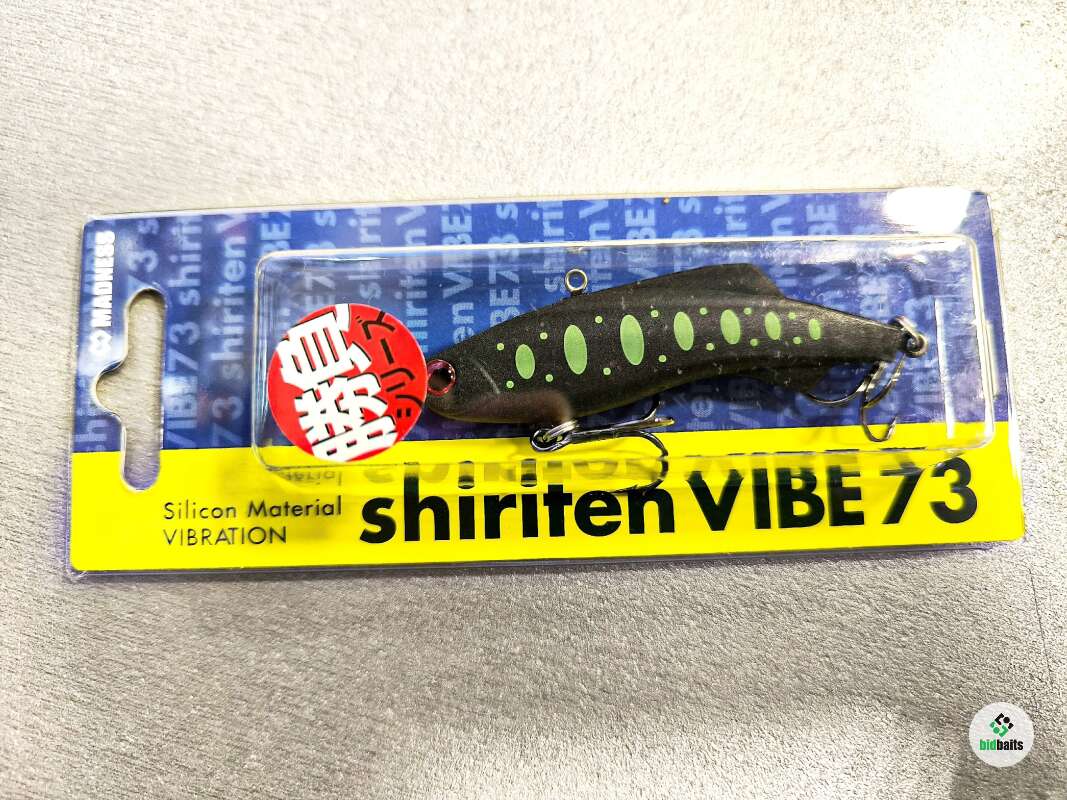 MADNESS
勝負
シリーズ
Silicon Material
VIBRATION
shiriten VIBE 73
bidbaits